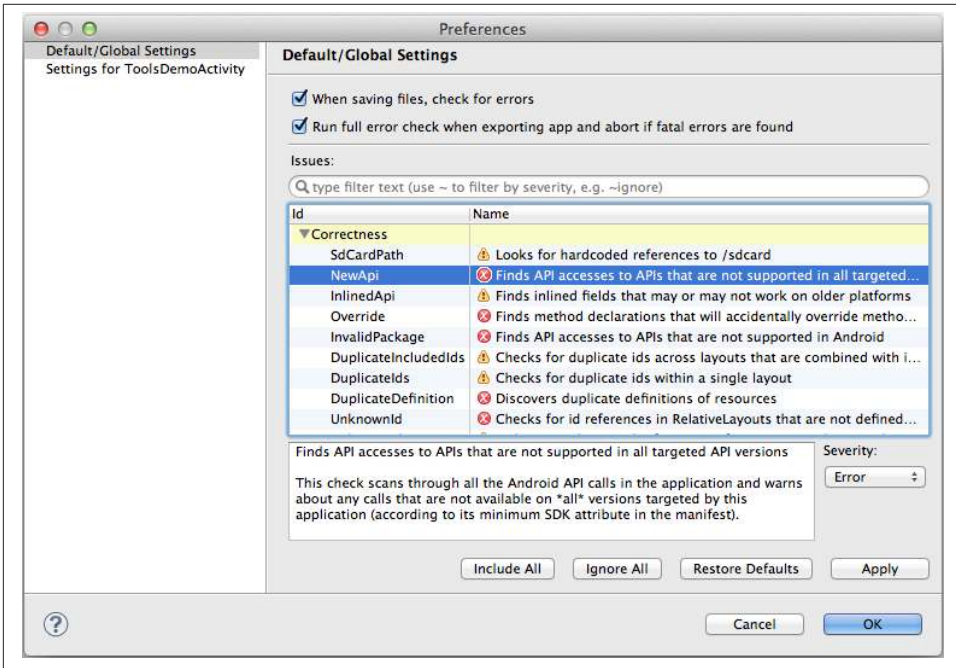 Preferences
Default/Global Settings
Settings for ToolsDemoActivity
Default/Global Settings
When saving files, check for errors
Run full error check when exporting app and abort if fatal errors are found
Issues:
type filter text (use ~ to filter by severity, e.g. ~ignore)
Id Name
Correctness
SdCardPath Looks for hardcoded references to /sdcard
NewApi Finds API accesses to APIs that are not supported in all targeted...
InlinedApi Finds inlined fields that may or may not work on older platforms
Override Finds method declarations that will accidentally override metho...
InvalidPackage Finds API accesses to APIs that are not supported in Android
DuplicateIncludedIds Checks for duplicate ids across layouts that are combined with i...
DuplicateIds Checks for duplicate ids within a single layout
DuplicateDefinition Discovers duplicate definitions of resources
UnknownId Checks for id references in RelativeLayouts that are not defined...
Finds API accesses to APIs that are not supported in all targeted API versions
This check scans through all the Android API calls in the application and warns
about any calls that are not available on *all* versions targeted by this
application (according to its minimum SDK attribute in the manifest).
Severity:
Error
Include All Ignore All Restore Defaults Apply
? Cancel OK